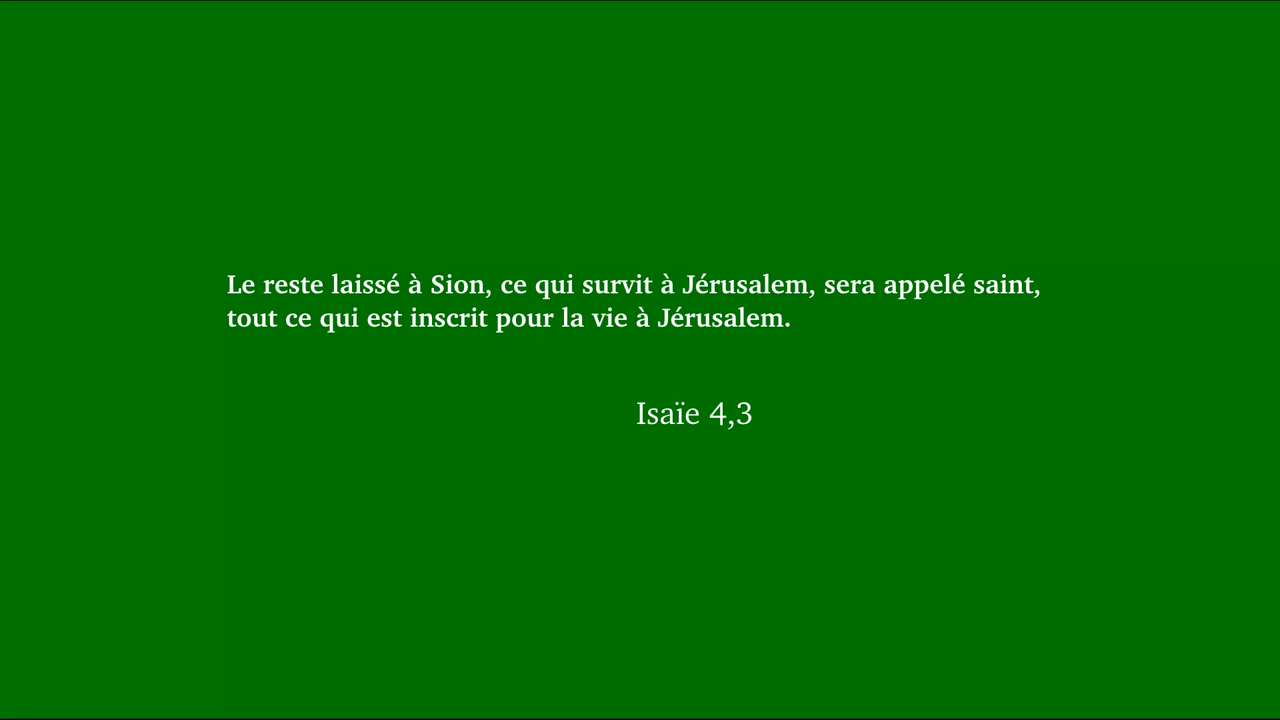 Le reste laissé à Sion, ce qui survit à Jérusalem, sera appelé saint,
tout ce qui est inscrit pour la vie à Jérusalem.
Isaïe 4,3